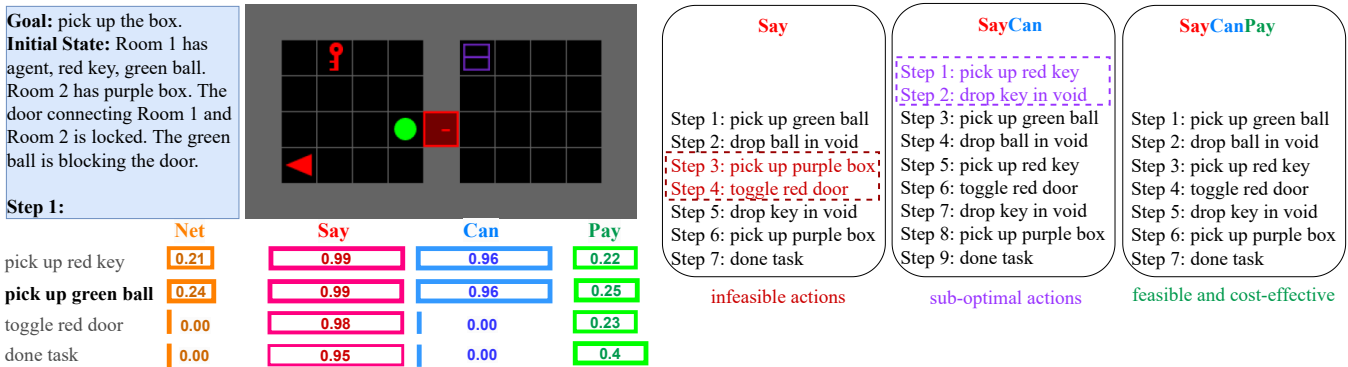 Goal: pick up the box.
Initial State: Room 1 has
agent, red key, green ball.
Room 2 has purple box. The
door connecting Room 1 and
Room 2 is locked. The green
ball is blocking the door.
Step 1:
Net Say Can Pay
pick up red key 0.21 0.99 0.96 0.22
pick up green ball 0.24 0.99 0.96 0.25
toggle red door 0.00 0.98 0.00 0.23
done task 0.00 0.95 0.00 0.4
Say
Step 1: pick up green ball
Step 2: drop ball in void
Step 3: pick up purple box
Step 4: toggle red door
Step 5: drop key in void
Step 6: pick up purple box
Step 7: done task
infeasible actions
SayCan
Step 1: pick up red key
Step 2: drop key in void
Step 3: pick up green ball
Step 4: drop ball in void
Step 5: pick up red key
Step 6: toggle red door
Step 7: drop key in void
Step 8: pick up purple box
Step 9: done task
sub-optimal actions
SayCanPay
Step 1: pick up green ball
Step 2: drop ball in void
Step 3: pick up red key
Step 4: toggle red door
Step 5: drop key in void
Step 6: pick up purple box
Step 7: done task
feasible and cost-effective